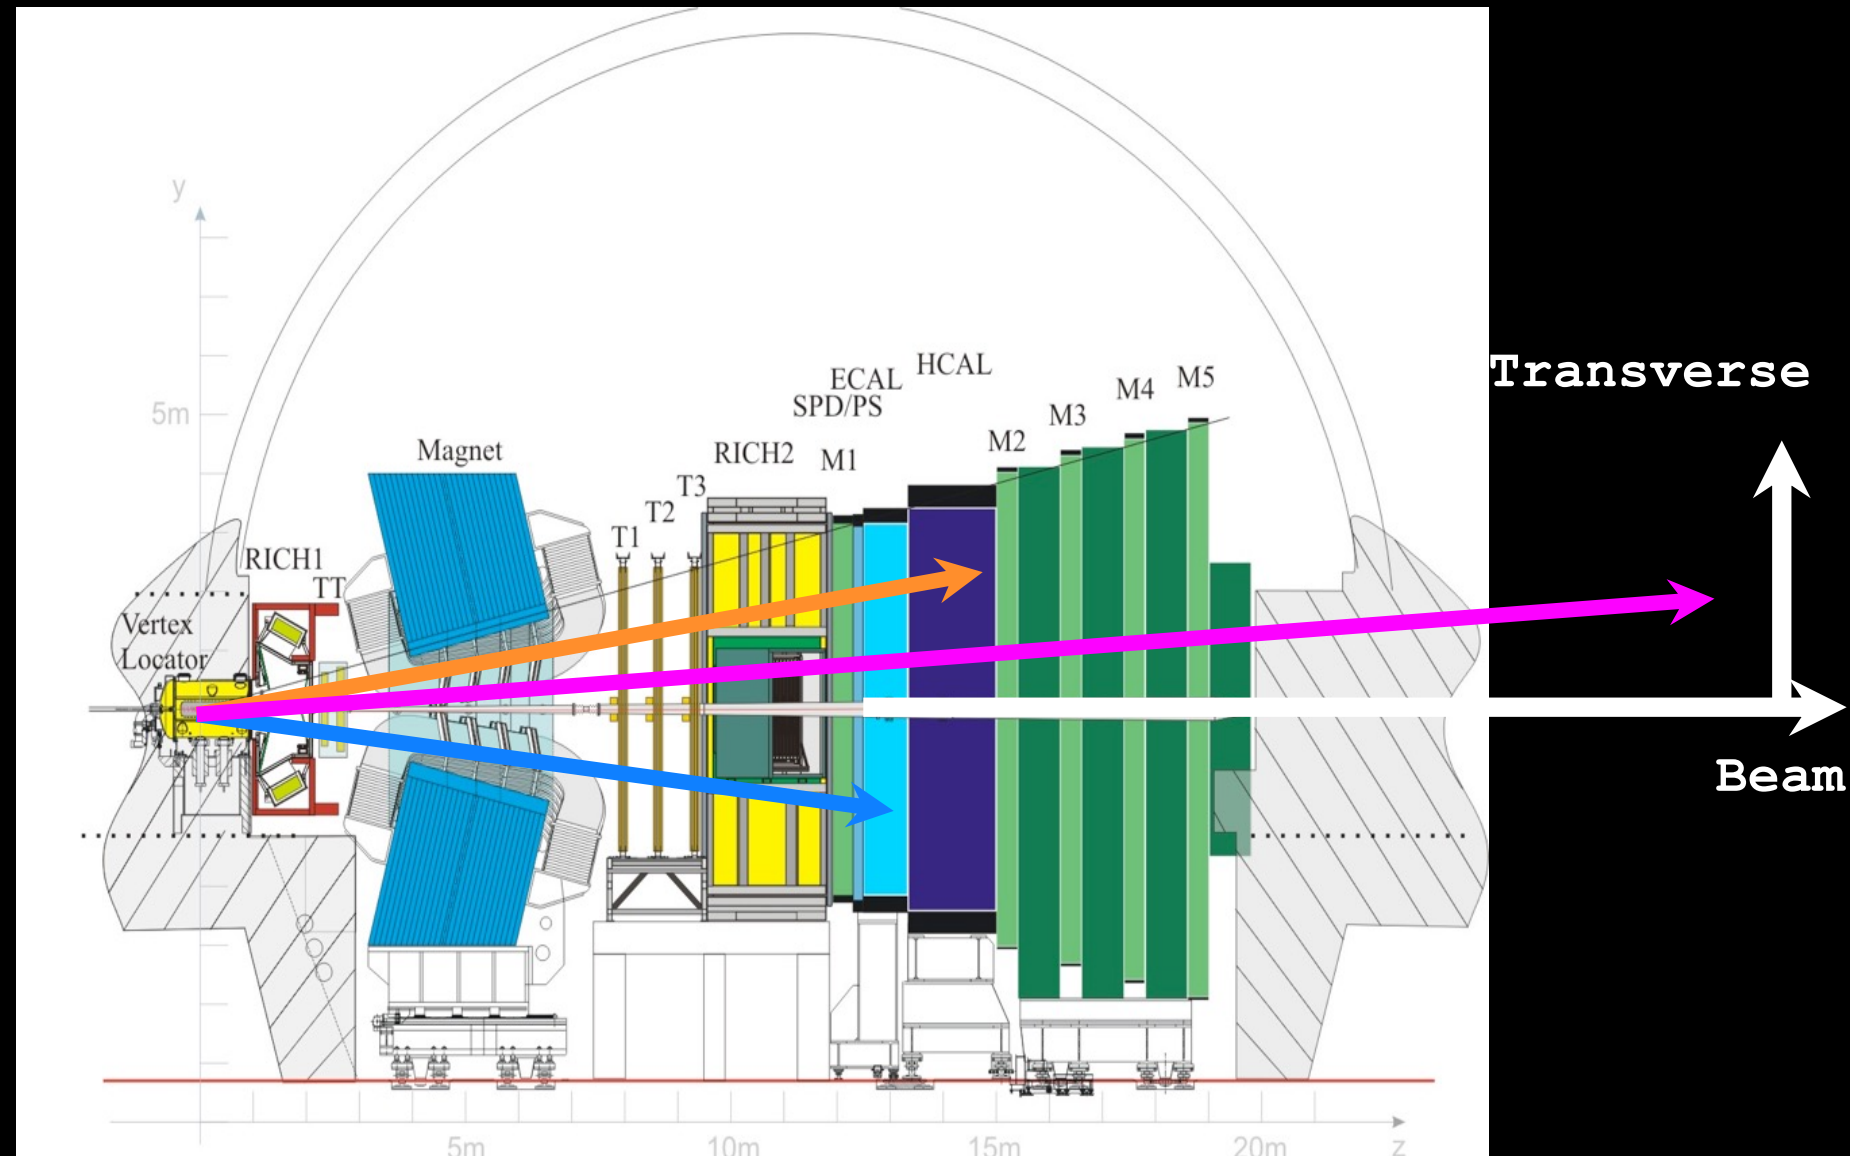 y
5m
Transverse
HCAL
ECAL
SPD/PS
M5
M4
M3
M2
Magnet
RICH2
M1
T3
T2
T1
RICH1
TT
Vertex
Locator
Beam
5m
10m
15m
20m
z